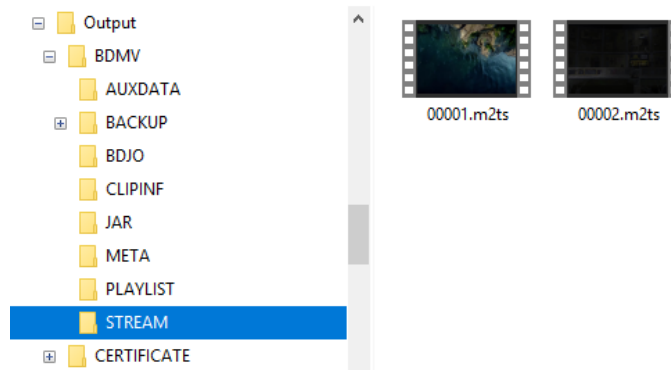 Output
BDMV
AUXDATA
BACKUP
BDJO
CLIPINF
JAR
META
PLAYLIST
STREAM
CERTIFICATE
00001.m2ts
00002.m2ts